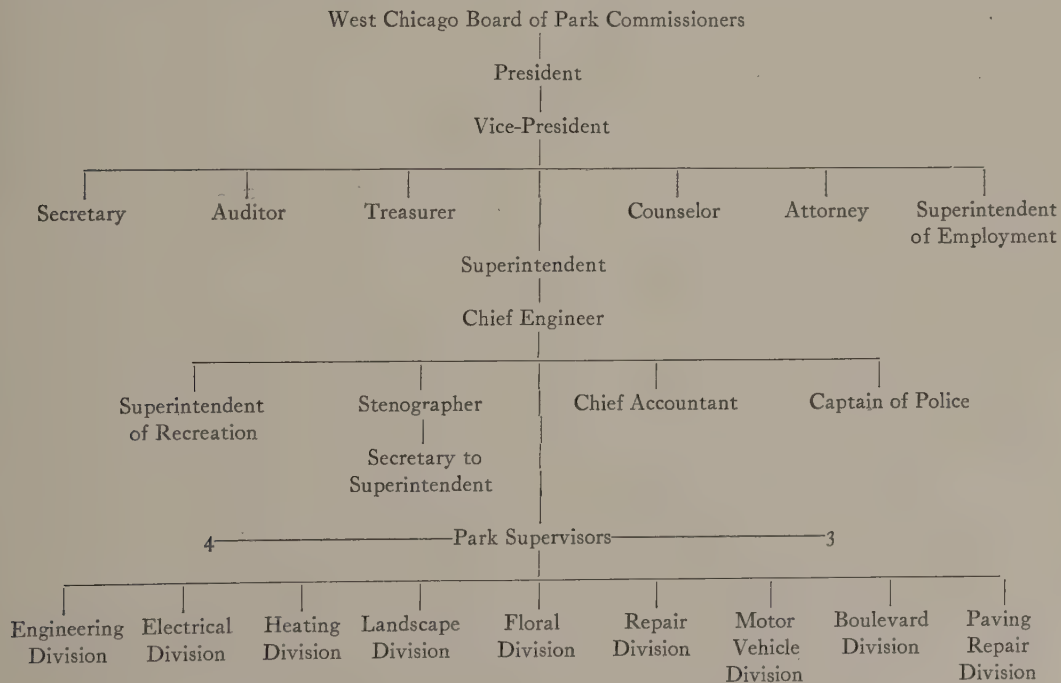 West Chicago Board of Park Commissioners
President
Vice-President
Secretary
Auditor
Treasurer
Counselor
Attorney
Superintendent
of Employment
Superintendent
Chief Engineer
Superintendent
of Recreation
Stenographer
Chief Accountant
Captain of Police
Secretary to
Superintendent
4
Park Supervisors
3
Engineering
Division
Electrical
Division
Heating
Division
Landscape
Division
Floral
Division
Repair
Division
Motor
Vehicle
Division
Boulevard
Division
Paving
Repair
Division